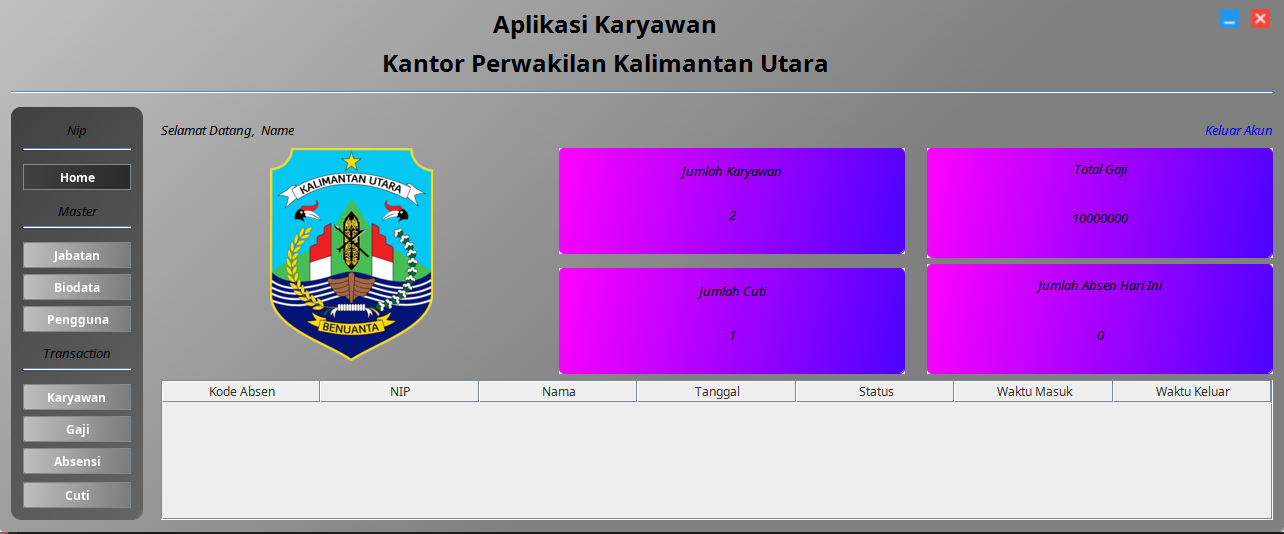 Aplikasi Karyawan
Kantor Perwakilan Kalimantan Utara
Nip
Home
Master
Jabatan
Biodata
Pengguna
Transaction
Karyawan
Gaji
Absensi
Cuti
Selamat Datang, Name
Keluar Akun
KALIMANTAN UTARA
BENUANTA
Jumlah Karyawan
2
Total Gaji
10000000
Jumlah Cuti
1
Jumlah Absen Hari Ini
0
Kode Absen NIP Nama Tanggal Status Waktu Masuk Waktu Keluar